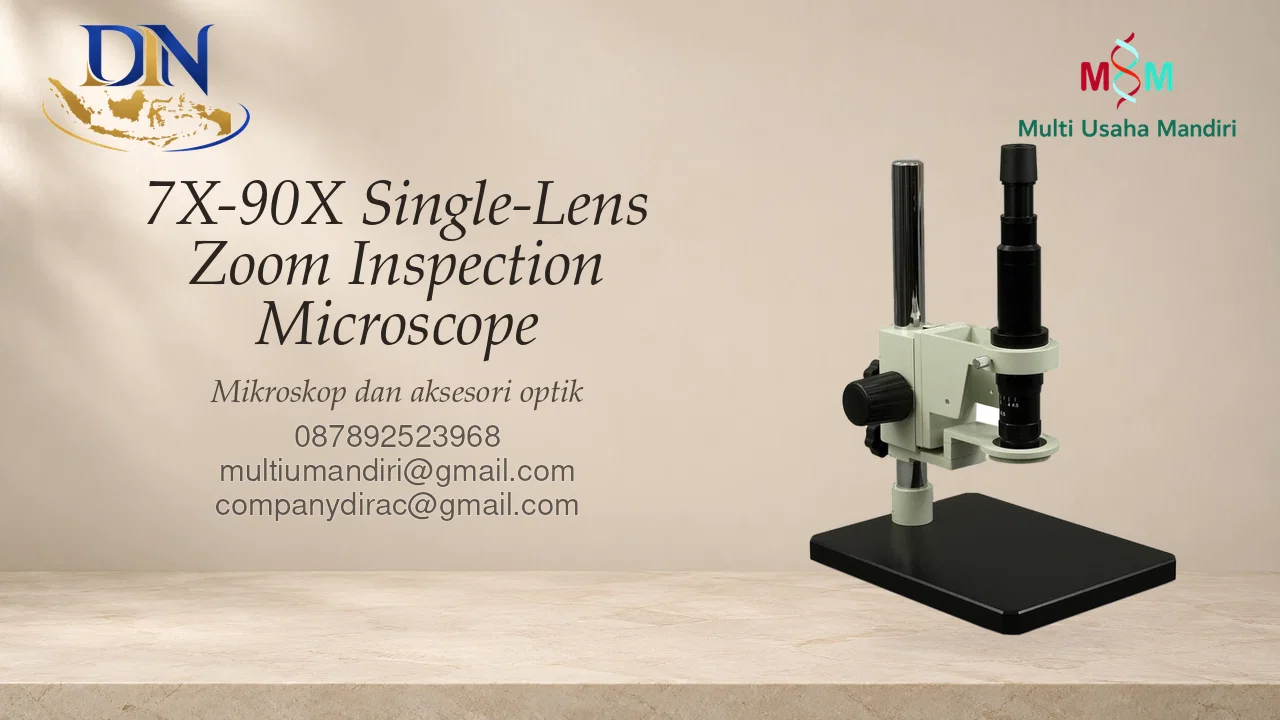 DIN
M M
Multi Usaha Mandiri
7X-90X Single-Lens
Zoom Inspection
Microscope
Mikroskop dan aksesori optik
087892523968
multiumandiri@gmail.com
companydirac@gmail.com